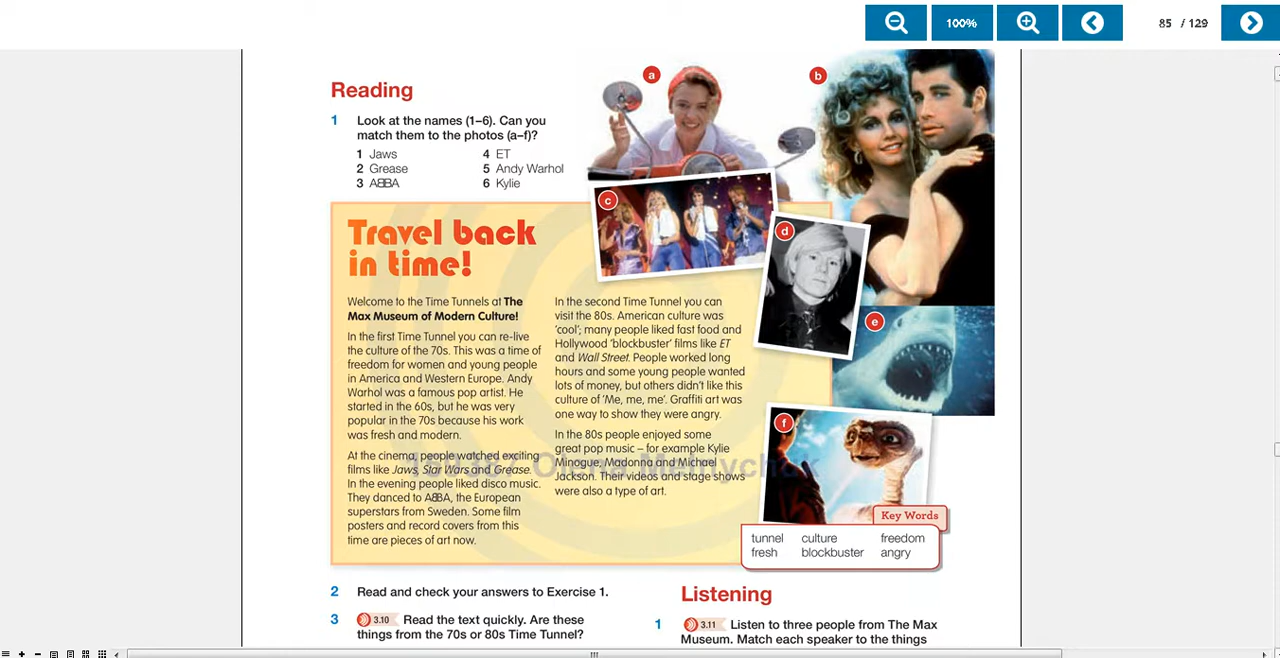 100%
85 / 129
Reading
1 Look at the names (1–6). Can you
match them to the photos (a–f)?
1 Jaws
2 Grease
3 ABBA
4 ET
5 Andy Warhol
6 Kylie
a
b
c
d
e
f
Travel back
in time!
Welcome to the Time Tunnels at The
Max Museum of Modern Culture!
In the first Time Tunnel you can re-live
the culture of the 70s. This was a time of
freedom for women and young people
in America and Western Europe. Andy
Warhol was a famous pop artist. He
started in the 60s, but he was very
popular in the 70s because his work
was fresh and modern.
At the cinema people watched exciting
films like Jaws, Star Wars and Grease.
In the evening people liked disco music.
They danced to ABBA, the European
superstars from Sweden. Some film
posters and record covers from this
time are pieces of art now.
In the second Time Tunnel you can
visit the 80s. American culture was
'cool'; many people liked fast food and
Hollywood 'blockbuster' films like ET
and Wall Street. People worked long
hours and some young people wanted
lots of money, but others didn't like this
culture of 'Me, me, me'. Graffiti art was
one way to show they were angry.
In the 80s people enjoyed some
great pop music – for example Kylie
Minogue, Madonna and Michael
Jackson. Their videos and stage shows
were also a type of art.
Key Words
tunnel culture freedom
fresh blockbuster angry
2 Read and check your answers to Exercise 1.
3 3.10 Read the text quickly. Are these
things from the 70s or 80s Time Tunnel?
Listening
1 3.11 Listen to three people from The Max
Museum. Match each speaker to the things